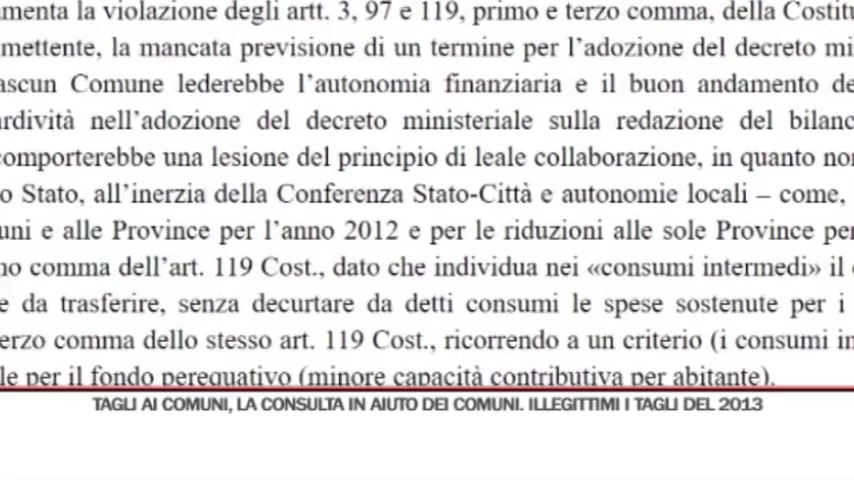 menta la violazione degli artt. 3, 97 e 119, primo e terzo comma, della Costitu
mettente, la mancata previsione di un termine per l’adozione del decreto mi
ascun Comune lederebbe l’autonomia finanziaria e il buon andamento de
ardività nell’adozione del decreto ministeriale sulla redazione del bilanc
comporterebbe una lesione del principio di leale collaborazione, in quanto non
o Stato, all’inerzia della Conferenza Stato-Città e autonomie locali – come,
uni e alle Province per l’anno 2012 e per le riduzioni alle sole Province per
no comma dell’art. 119 Cost., dato che individua nei «consumi intermedi» il
e da trasferire, senza decurtare da detti consumi le spese sostenute per i
erzo comma dello stesso art. 119 Cost., ricorrendo a un criterio (i consumi in
le per il fondo perequativo (minore capacità contributiva per abitante).
TAGLI AI COMUNI, LA CONSULTA IN AIUTO DEI COMUNI. ILLEGITTIMI I TAGLI DEL 2013